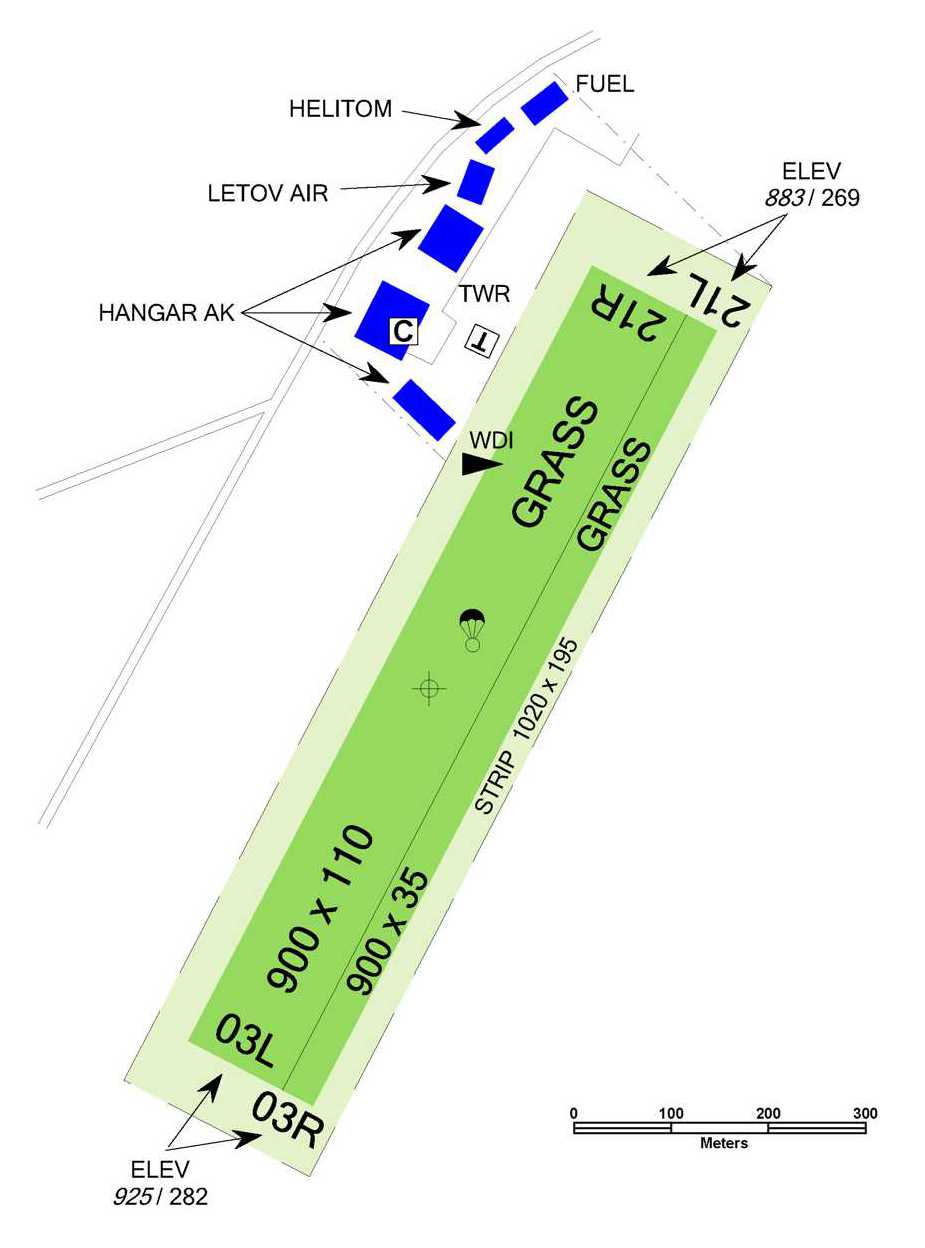 FUEL
HELITOM
LETOV AIR
ELEV
883 / 269
HANGAR AK
TWR
C
T
21R
21L
WDI
GRASS
GRASS
STRIP 1020 x 195
900 x 110
900 x 35
03L
03R
ELEV
925 / 282
0 100 200 300
Meters